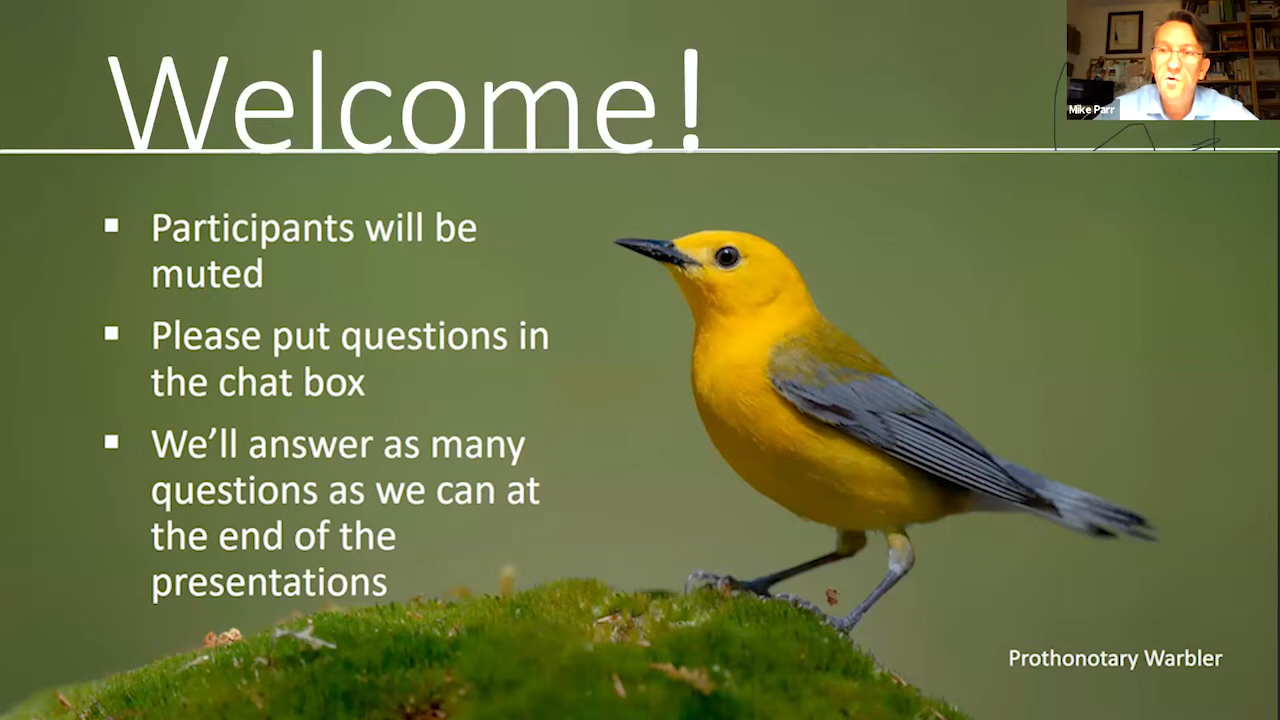 Welcome!
Mike Parr
Participants will be
muted
Please put questions in
the chat box
We'll answer as many
questions as we can at
the end of the
presentations
Prothonotary Warbler